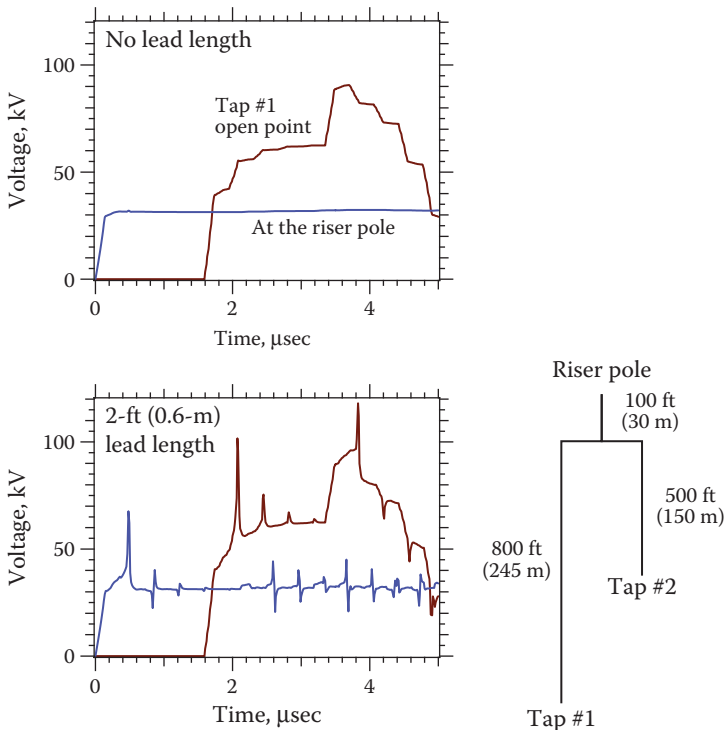 No lead length
100
50
0
Voltage, kV
Tap #1
open point
At the riser pole
0
2
4
Time, μsec
2-ft (0.6-m)
lead length
100
50
0
Voltage, kV
0
2
4
Time, μsec
Riser pole
100 ft
(30 m)
500 ft
(150 m)
800 ft
(245 m)
Tap #2
Tap #1